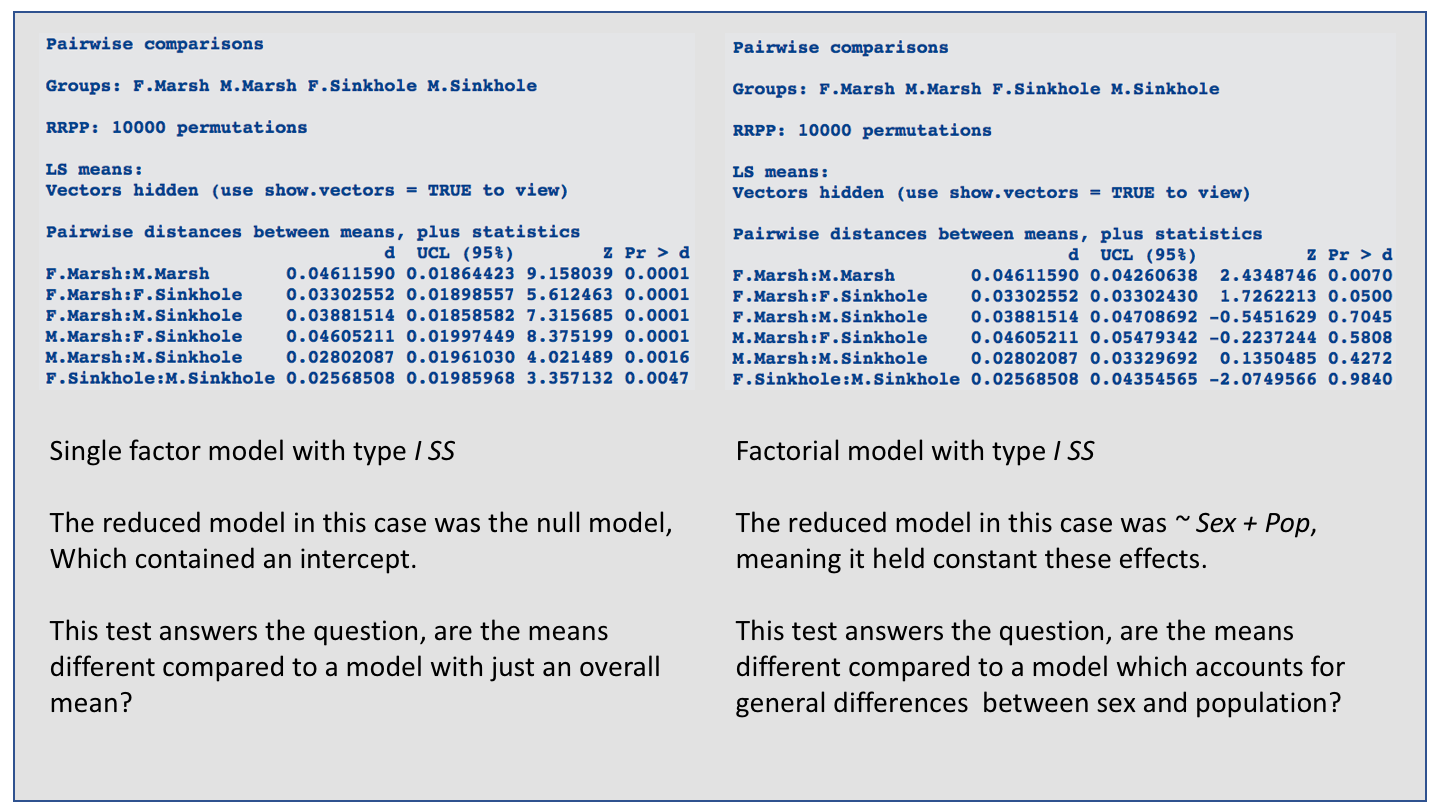 Pairwise comparisons
Groups: F.Marsh M.Marsh F.Sinkhole M.Sinkhole
RRPP: 10000 permutations
LS means:
Vectors hidden (use show.vectors = TRUE to view)
Pairwise distances between means, plus statistics
d UCL (95%) Z Pr > d
F.Marsh:M.Marsh 0.04611590 0.01864423 9.158039 0.0001
F.Marsh:F.Sinkhole 0.03302552 0.01898557 5.612463 0.0001
F.Marsh:M.Sinkhole 0.03881514 0.01858582 7.315685 0.0001
M.Marsh:F.Sinkhole 0.04605211 0.01997449 8.375199 0.0001
M.Marsh:M.Sinkhole 0.02802087 0.01961030 4.021489 0.0016
F.Sinkhole:M.Sinkhole 0.02568508 0.01985968 3.357132 0.0047
Single factor model with type I SS
The reduced model in this case was the null model,
Which contained an intercept.
This test answers the question, are the means
different compared to a model with just an overall
mean?
Pairwise comparisons
Groups: F.Marsh M.Marsh F.Sinkhole M.Sinkhole
RRPP: 10000 permutations
LS means:
Vectors hidden (use show.vectors = TRUE to view)
Pairwise distances between means, plus statistics
d UCL (95%) Z Pr > d
F.Marsh:M.Marsh 0.04611590 0.04260638 2.4348746 0.0070
F.Marsh:F.Sinkhole 0.03302552 0.03302430 1.7262213 0.0500
F.Marsh:M.Sinkhole 0.03881514 0.04708692 -0.5451629 0.7045
M.Marsh:F.Sinkhole 0.04605211 0.05479342 -0.2237244 0.5808
M.Marsh:M.Sinkhole 0.02802087 0.03329692 0.1350485 0.4272
F.Sinkhole:M.Sinkhole 0.02568508 0.04354565 -2.0749566 0.9840
Factorial model with type I SS
The reduced model in this case was ~ Sex + Pop,
meaning it held constant these effects.
This test answers the question, are the means
different compared to a model which accounts for
general differences between sex and population?